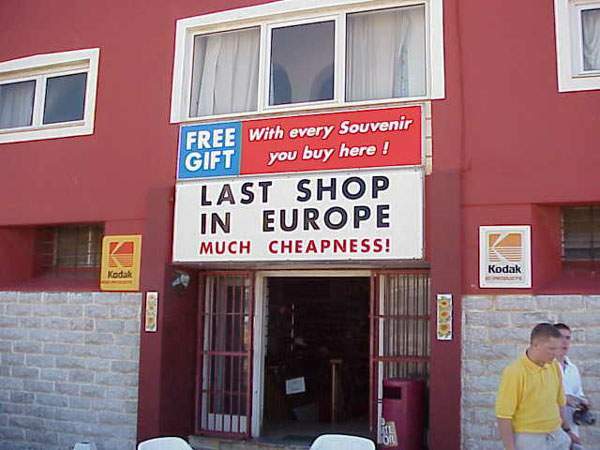 FREE
GIFT
With every Souvenir
you buy here !
LAST SHOP
IN EUROPE
MUCH CHEAPNESS!
Kodak
Kodak